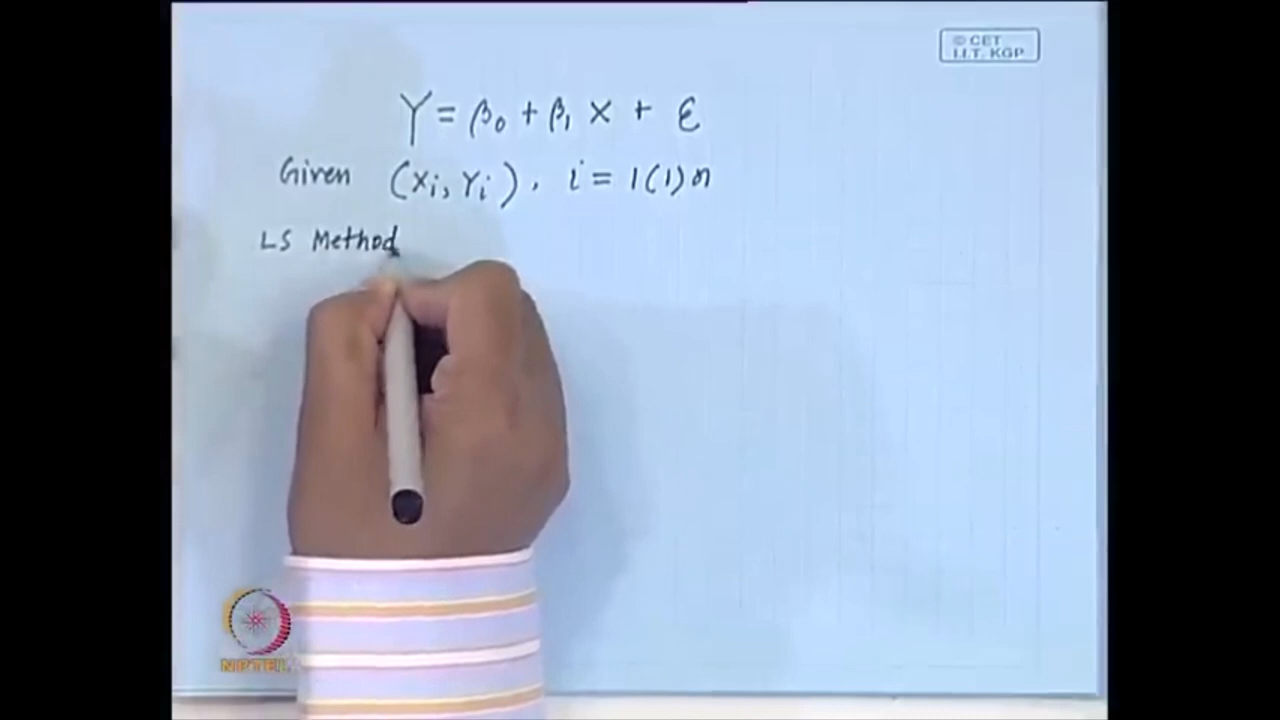 © CET
I.I.T. KGP
Y = β₀ + β₁ X + ε
Given (Xi, Yi), i = 1(1)n
LS Method
NPTEL